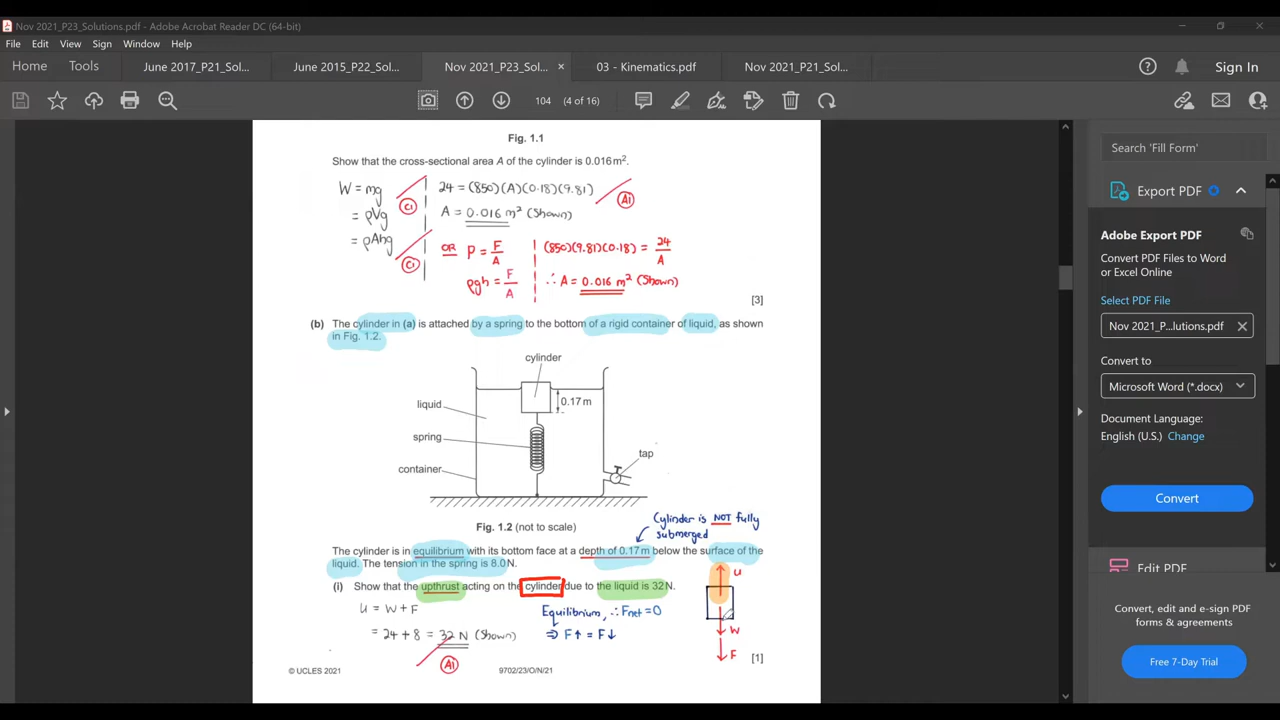 Nov 2021_P23_Solutions.pdf - Adobe Acrobat Reader DC (64-bit)
File Edit View Sign Window Help
Home Tools June 2017_P21_Sol... June 2015_P22_Sol... Nov 2021_P23_So... × 03 - Kinematics.pdf Nov 2021_P21_Sol... Sign In
104 (4 of 16)
Fig. 1.1
Show that the cross-sectional area A of the cylinder is 0.016 m².
W = mg
= ρVg
= ρAhg
C1
C1
24 = (850)(A)(0.18)(9.81)
A = 0.016 m² (Shown)
A1
OR P = F/A
ρgh = F/A
(850)(9.81)(0.18) = 24/A
∴ A = 0.016 m² (Shown)
[3]
(b) The cylinder in (a) is attached by a spring to the bottom of a rigid container of liquid, as shown
in Fig. 1.2.
cylinder
liquid
0.17 m
spring
tap
container
Fig. 1.2 (not to scale)
Cylinder is NOT fully
submerged
The cylinder is in equilibrium with its bottom face at a depth of 0.17 m below the surface of the
liquid. The tension in the spring is 8.0 N.
(i) Show that the upthrust acting on the cylinder due to the liquid is 32 N.
U = W + F
= 24 + 8 = 32 N (Shown)
A1
Equilibrium, ∴ Fnet = 0
⇒ F↑ = F↓
U
W
F
[1]
© UCLES 2021 9702/23/O/N/21
Search 'Fill Form'
Export PDF
Adobe Export PDF
Convert PDF Files to Word
or Excel Online
Select PDF File
Nov 2021_P...lutions.pdf ×
Convert to
Microsoft Word (*.docx)
Document Language:
English (U.S.) Change
Convert
Edit PDF
Convert, edit and e-sign PDF
forms & agreements
Free 7-Day Trial